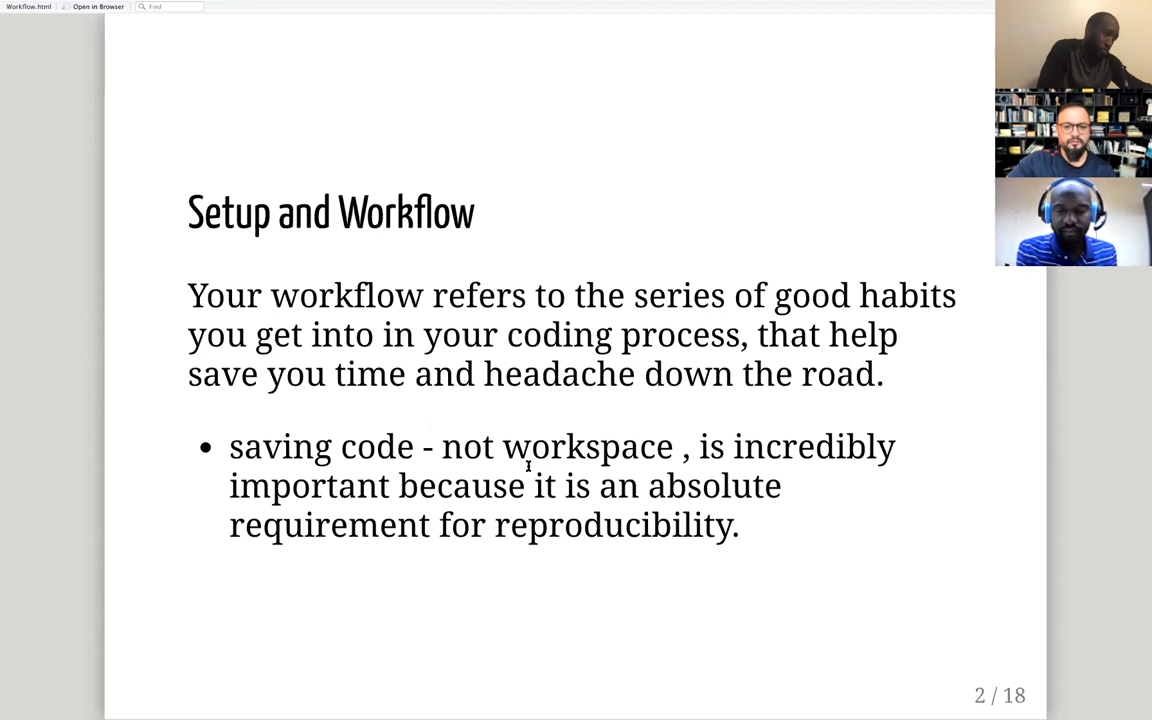 Workflow.html Open in Browser Find
Setup and Workflow
Your workflow refers to the series of good habits
you get into in your coding process, that help
save you time and headache down the road.
• saving code - not workspace , is incredibly
important because it is an absolute
requirement for reproducibility.
2 / 18